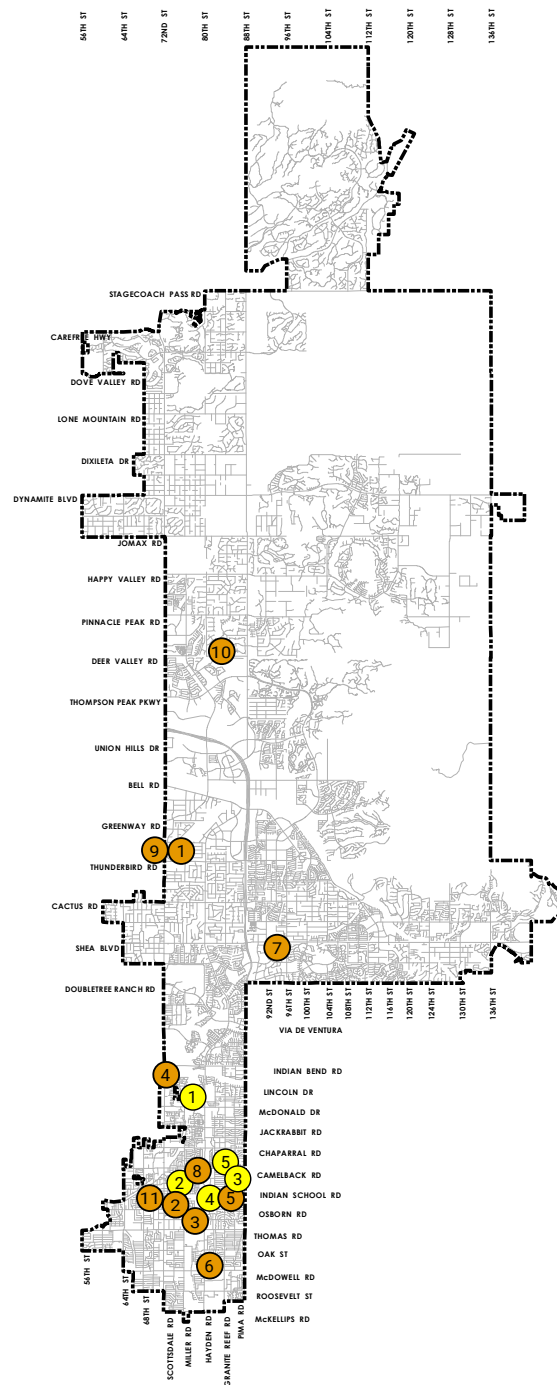 56TH ST
64TH ST
72ND ST
80TH ST
88TH ST
96TH ST
104TH ST
112TH ST
120TH ST
128TH ST
136TH ST
STAGECOACH PASS RD
CAREFREE HWY
DOVE VALLEY RD
LONE MOUNTAIN RD
DIXILETA DR
DYNAMITE BLVD
JOMAX RD
HAPPY VALLEY RD
PINNACLE PEAK RD
10
DEER VALLEY RD
THOMPSON PEAK PKWY
UNION HILLS DR
BELL RD
GREENWAY RD
9
1
THUNDERBIRD RD
CACTUS RD
SHEA BLVD
7
DOUBLETREE RANCH RD
92ND ST
96TH ST
100TH ST
104TH ST
108TH ST
112TH ST
116TH ST
120TH ST
124TH ST
130TH ST
136TH ST
VIA DE VENTURA
4
INDIAN BEND RD
1
LINCOLN DR
McDONALD DR
JACKRABBIT RD
5
CHAPARRAL RD
8
3
CAMELBACK RD
2
11
4
5
INDIAN SCHOOL RD
2
OSBORN RD
3
THOMAS RD
OAK ST
6
McDOWELL RD
ROOSEVELT ST
McKELLIPS RD
56TH ST
64TH ST
68TH ST
SCOTTSDALE RD
MILLER RD
HAYDEN RD
GRANITE REEF RD
PIMA RD